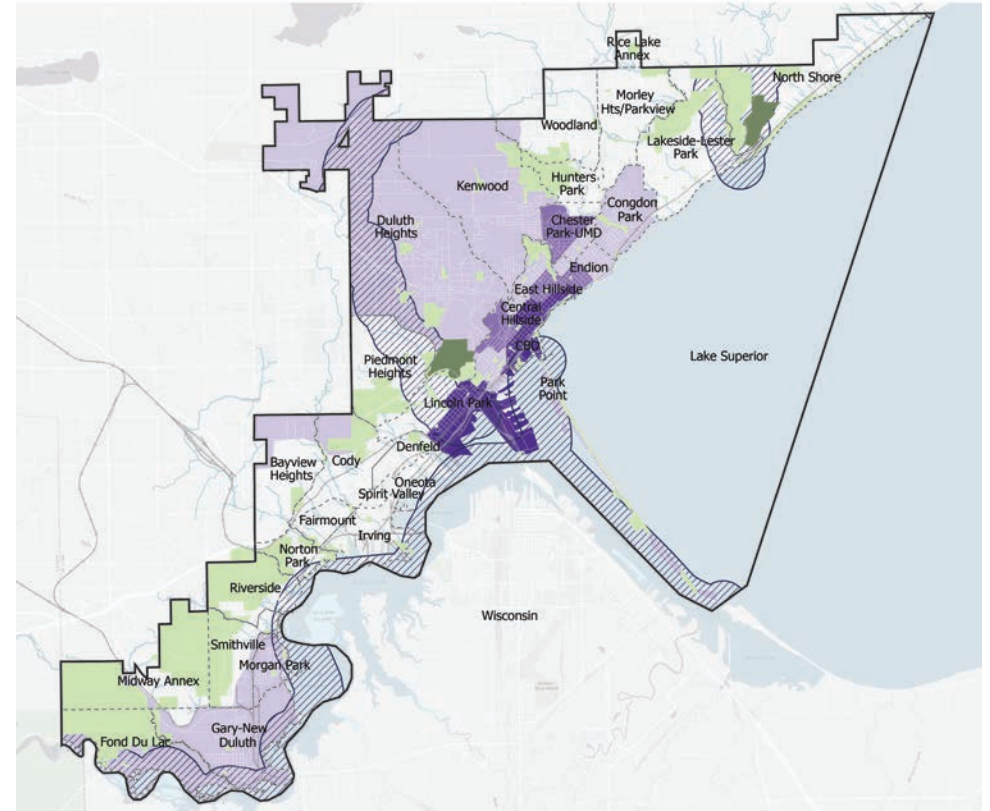 Rice Lake
Annex
North Shore
Morley
Hts/Parkview
Woodland
Lakeside-Lester
Park
Hunters
Park
Kenwood
Congdon
Park
Duluth
Heights
Chester
Park-UMD
Endion
East Hillside
Central
Hillside
CBD
Lake Superior
Piedmont
Heights
Park
Point
Lincoln Park
Denfeld
Bayview
Heights
Cody
Oneota
Spirit Valley
Fairmount
Irving
Norton
Park
Riverside
Wisconsin
Smithville
Morgan Park
Midway Annex
Gary-New
Duluth
Fond Du Lac